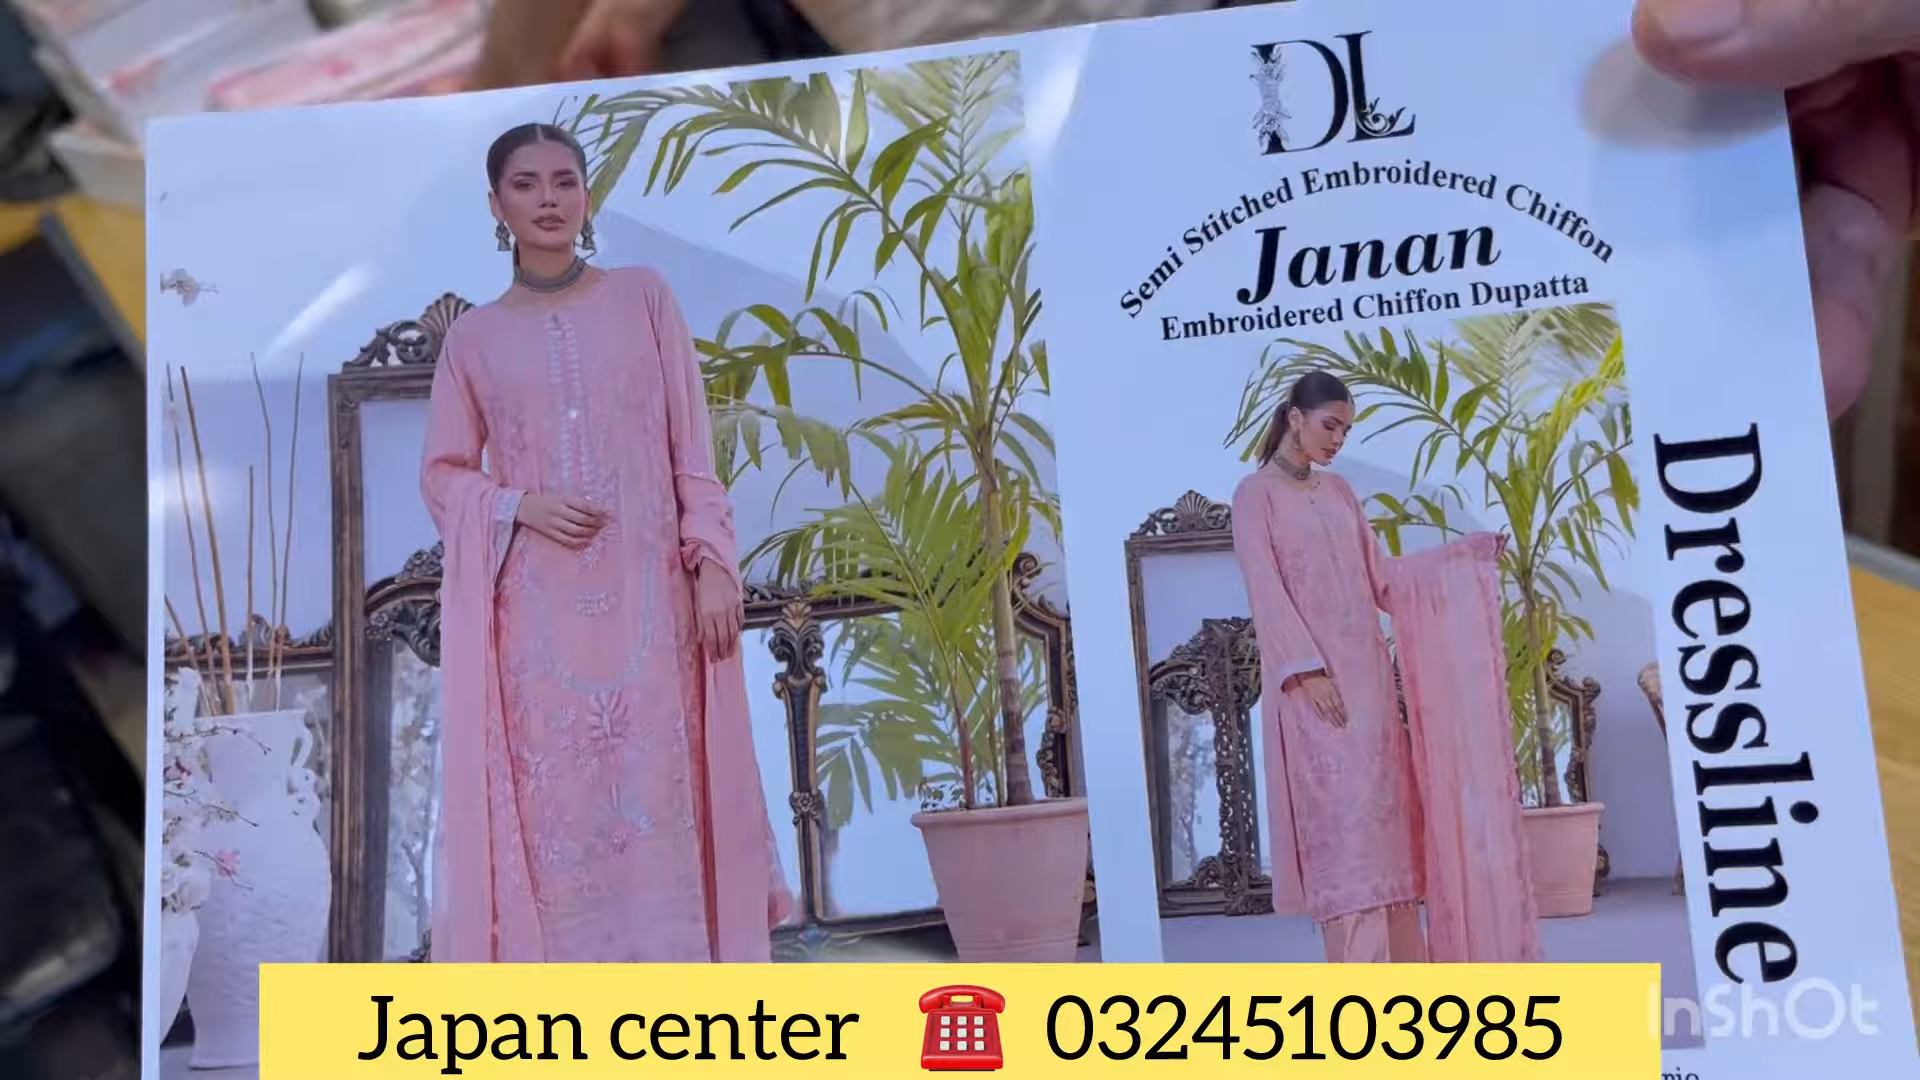 DL
Semi Stitched Embroidered Chiffon
Janan
Embroidered Chiffon Dupatta
Dressline
Japan center ☎️ 03245103985
InShOt